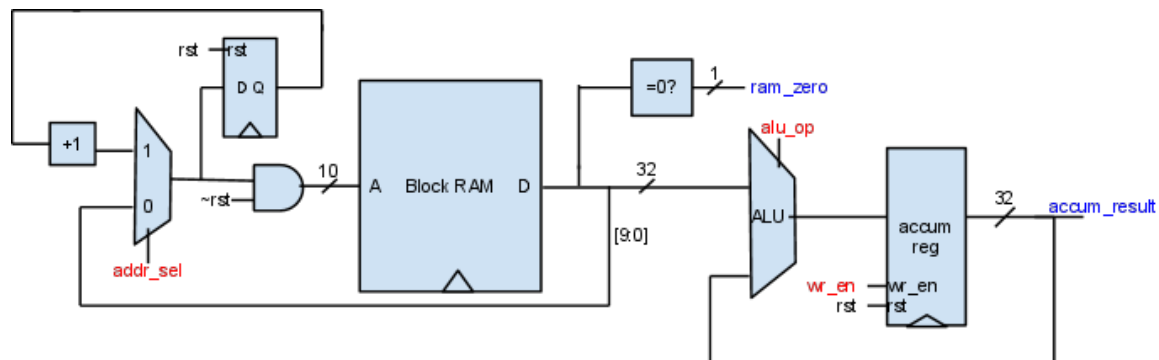 rst
rst
D Q
=0?
1
ram_zero
alu_op
+1
1
10
A
Block RAM
D
32
0
~rst
ALU
accum
reg
32
accum_result
[9:0]
addr_sel
wr_en
wr_en
rst
rst